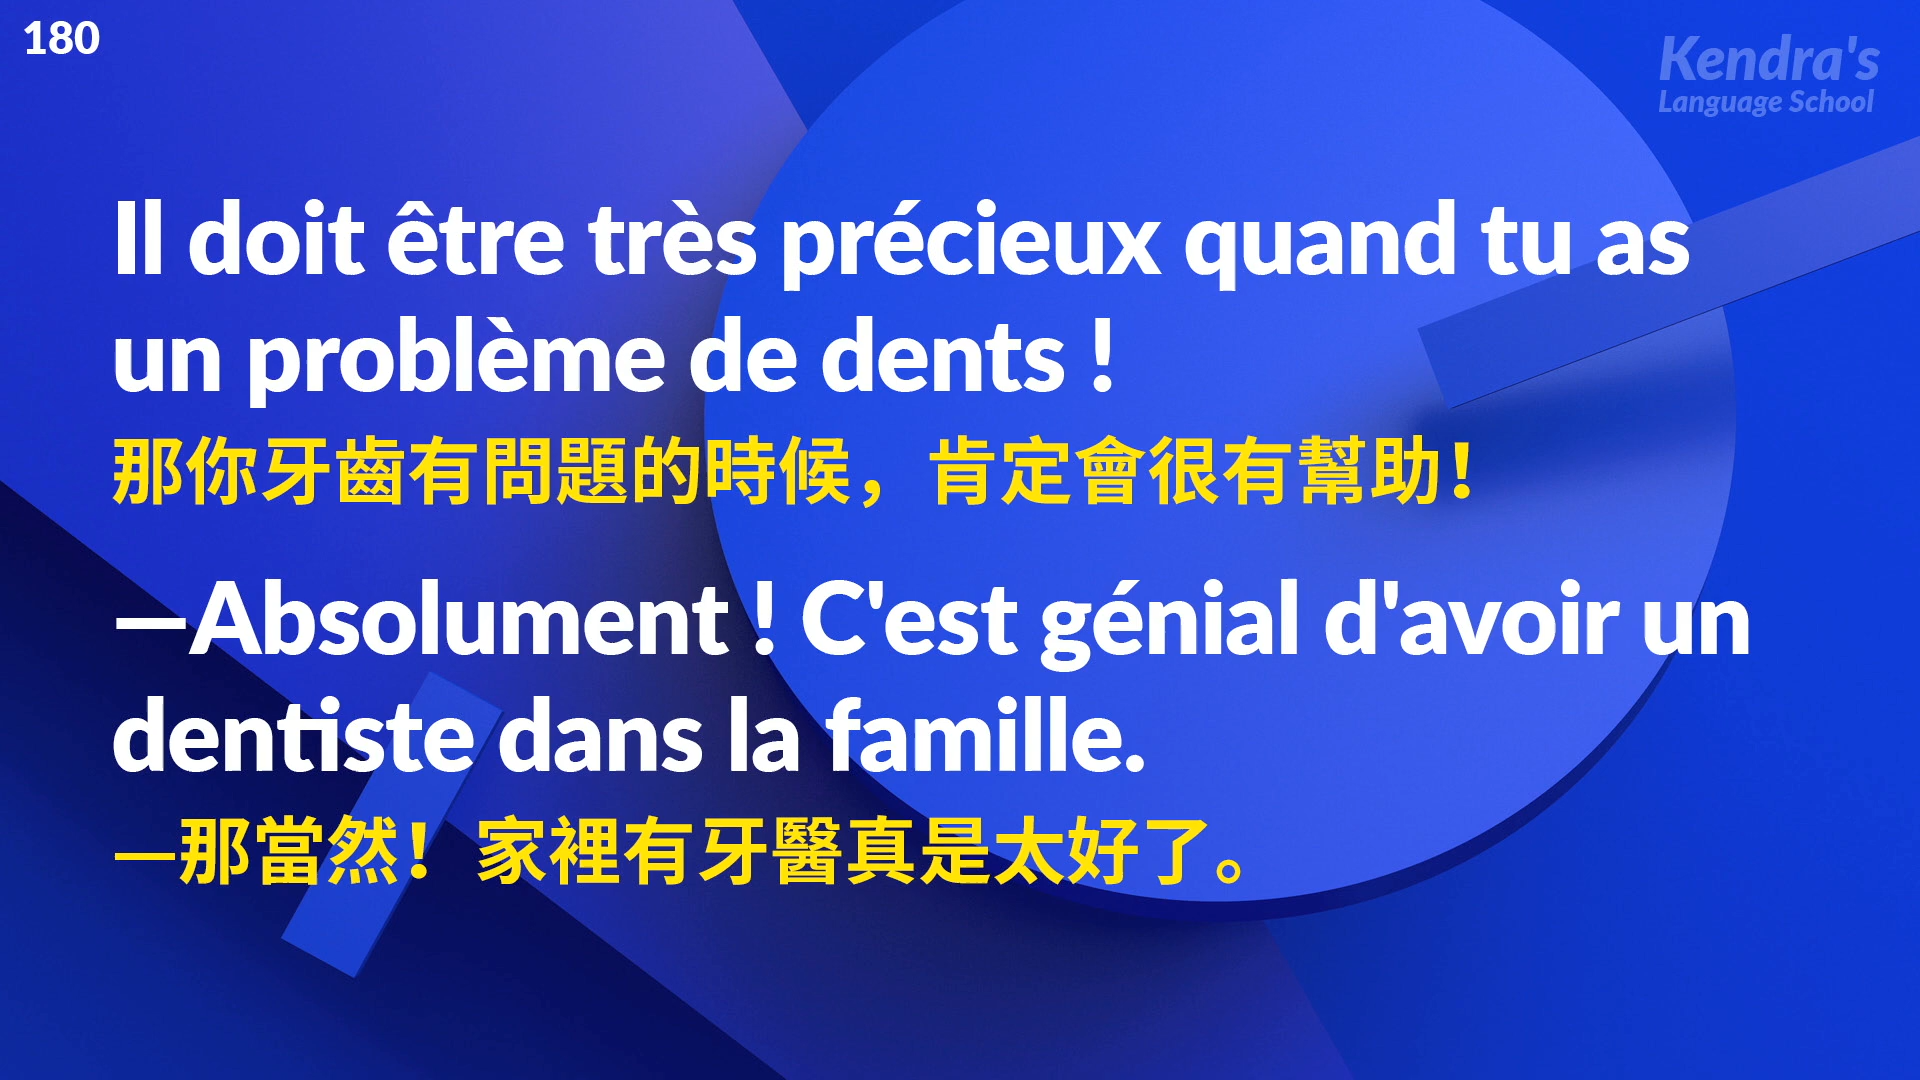 180
Kendra's
Language School
Il doit être très précieux quand tu as
un problème de dents !
那你牙齒有問題的時候，肯定會很有幫助！
—Absolument ! C'est génial d'avoir un
dentiste dans la famille.
—那當然！家裡有牙醫真是太好了。